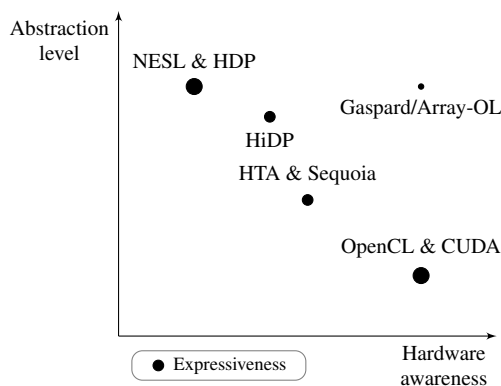 Abstraction
level
NESL & HDP
Gaspard/Array-OL
HiDP
HTA & Sequoia
OpenCL & CUDA
Hardware
awareness
Expressiveness